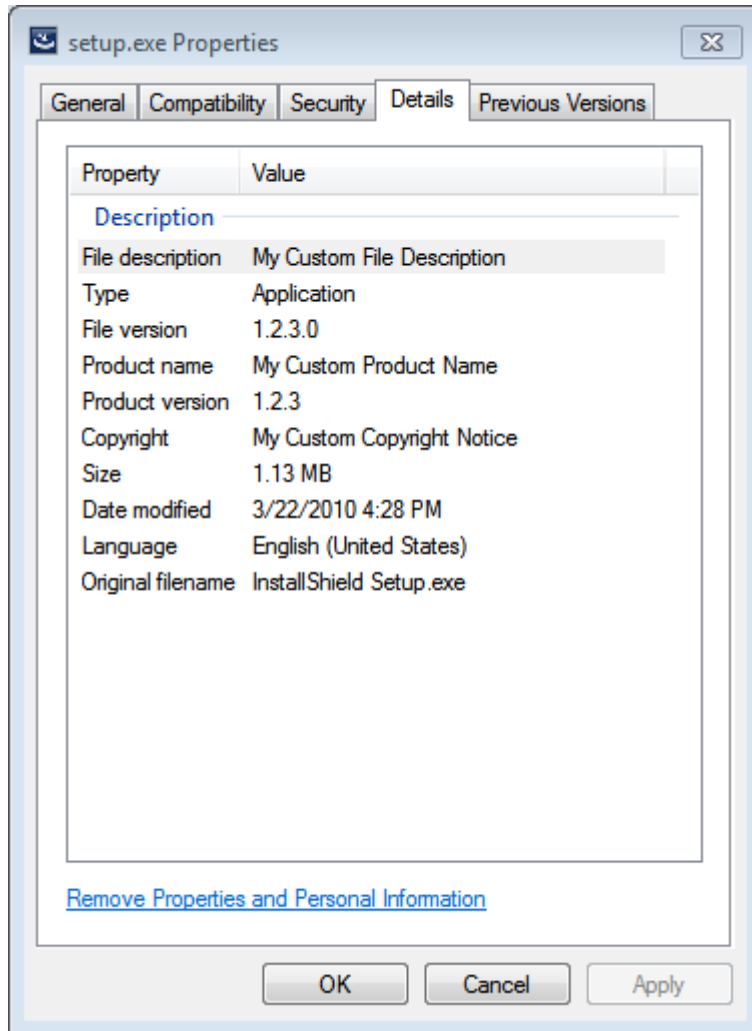 setup.exe Properties
General Compatibility Security Details Previous Versions
Property Value
Description
File description My Custom File Description
Type Application
File version 1.2.3.0
Product name My Custom Product Name
Product version 1.2.3
Copyright My Custom Copyright Notice
Size 1.13 MB
Date modified 3/22/2010 4:28 PM
Language English (United States)
Original filename InstallShield Setup.exe
Remove Properties and Personal Information
OK Cancel Apply